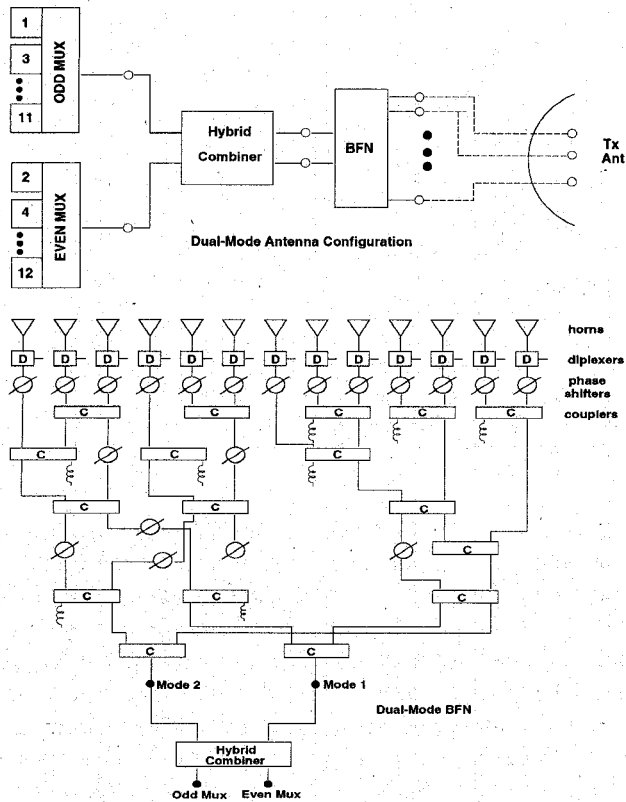 1
3
11
ODD MUX
2
4
12
EVEN MUX
Hybrid
Combiner
BFN
Tx
Ant
Dual-Mode Antenna Configuration
horns
D D D D D D D D D D D D
diplexers
phase
shifters
C C C C C
couplers
C C C
C C C
C
C C C
C C
Mode 2
Mode 1
Dual-Mode BFN
Hybrid
Combiner
Odd Mux
Even Mux